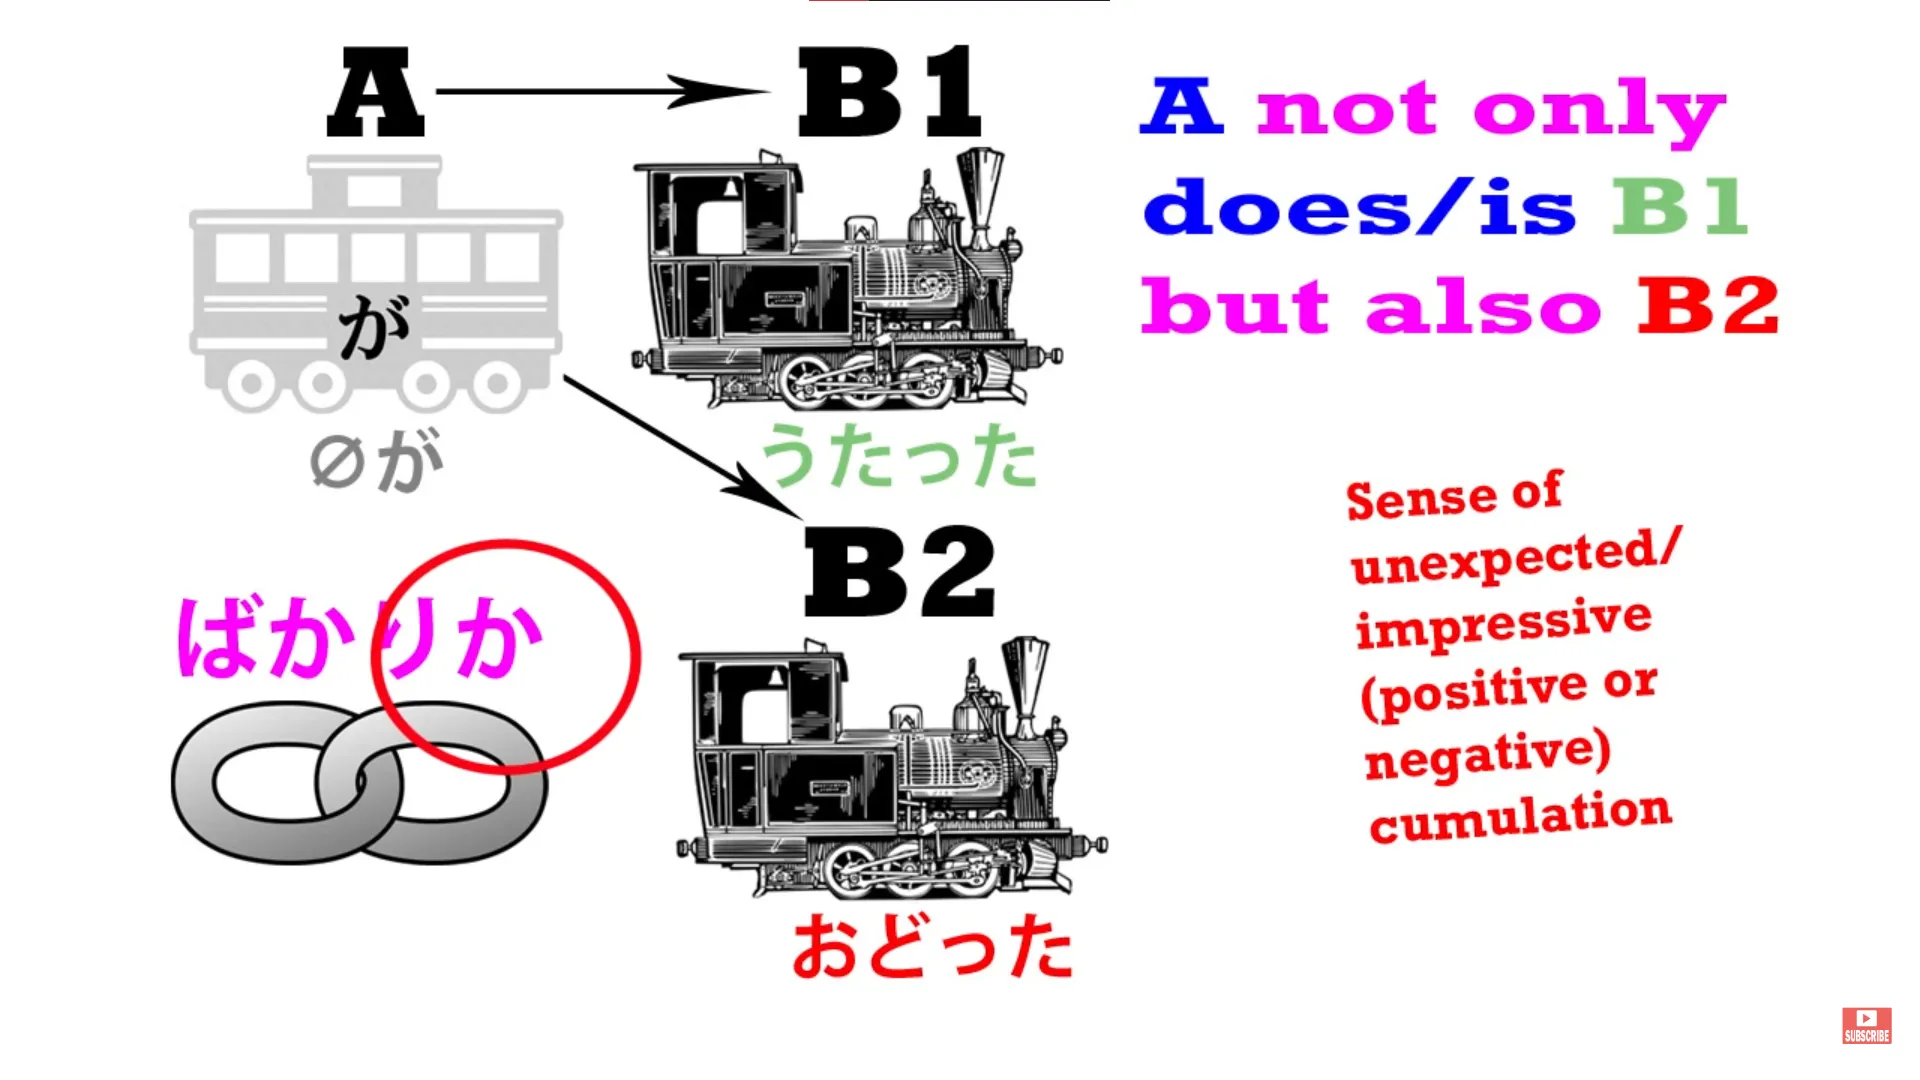 A
B1
が
∅が
うたった
ばかりか
B2
おどった
A not only
does/is B1
but also B2
Sense of
unexpected/
impressive
(positive or
negative)
cumulation
SUBSCRIBE